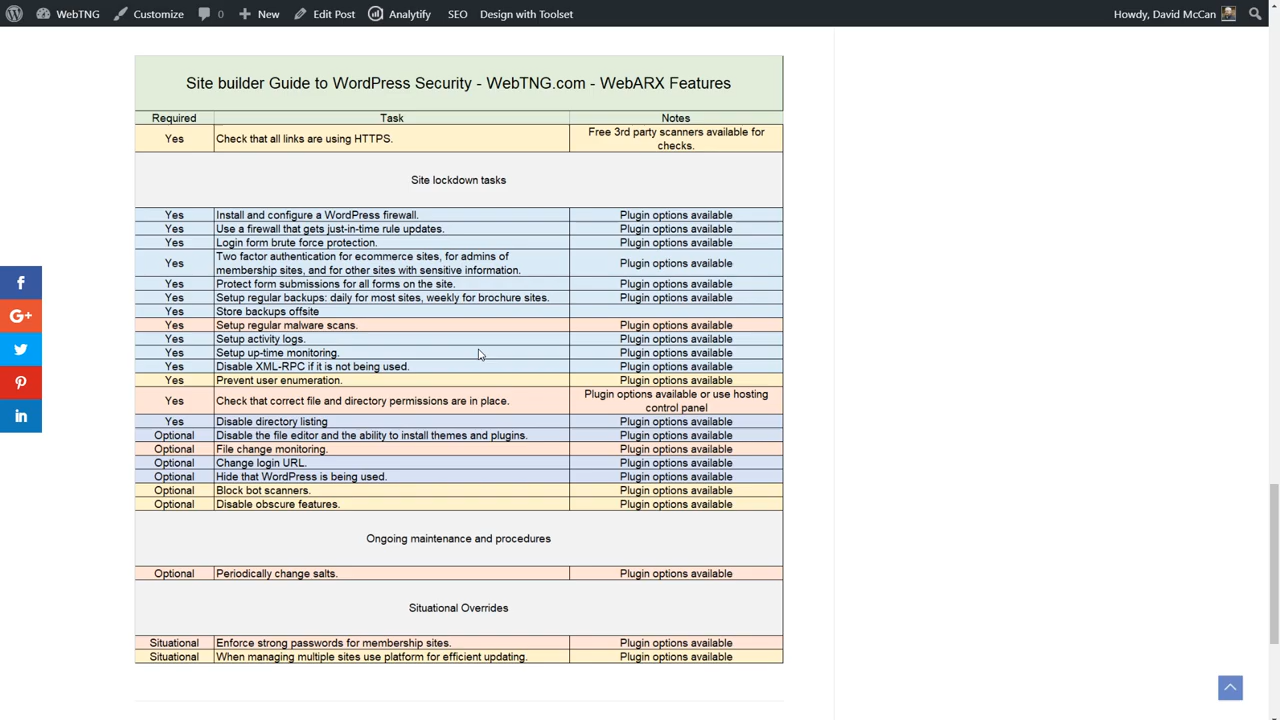 WebTNG Customize 0 New Edit Post Analytify SEO Design with Toolset Howdy, David McCan
Site builder Guide to WordPress Security - WebTNG.com - WebARX Features
Required Task Notes
Yes Check that all links are using HTTPS. Free 3rd party scanners available for
checks.
Site lockdown tasks
Yes Install and configure a WordPress firewall. Plugin options available
Yes Use a firewall that gets just-in-time rule updates. Plugin options available
Yes Login form brute force protection. Plugin options available
Two factor authentication for ecommerce sites, for admins of
Yes membership sites, and for other sites with sensitive information. Plugin options available
Yes Protect form submissions for all forms on the site. Plugin options available
Yes Setup regular backups: daily for most sites, weekly for brochure sites. Plugin options available
Yes Store backups offsite
Yes Setup regular malware scans. Plugin options available
Yes Setup activity logs. Plugin options available
Yes Setup up-time monitoring. Plugin options available
Yes Disable XML-RPC if it is not being used. Plugin options available
Yes Prevent user enumeration. Plugin options available
Yes Check that correct file and directory permissions are in place. Plugin options available or use hosting
control panel
Yes Disable directory listing Plugin options available
Optional Disable the file editor and the ability to install themes and plugins. Plugin options available
Optional File change monitoring. Plugin options available
Optional Change login URL. Plugin options available
Optional Hide that WordPress is being used. Plugin options available
Optional Block bot scanners. Plugin options available
Optional Disable obscure features. Plugin options available
Ongoing maintenance and procedures
Optional Periodically change salts. Plugin options available
Situational Overrides
Situational Enforce strong passwords for membership sites. Plugin options available
Situational When managing multiple sites use platform for efficient updating. Plugin options available